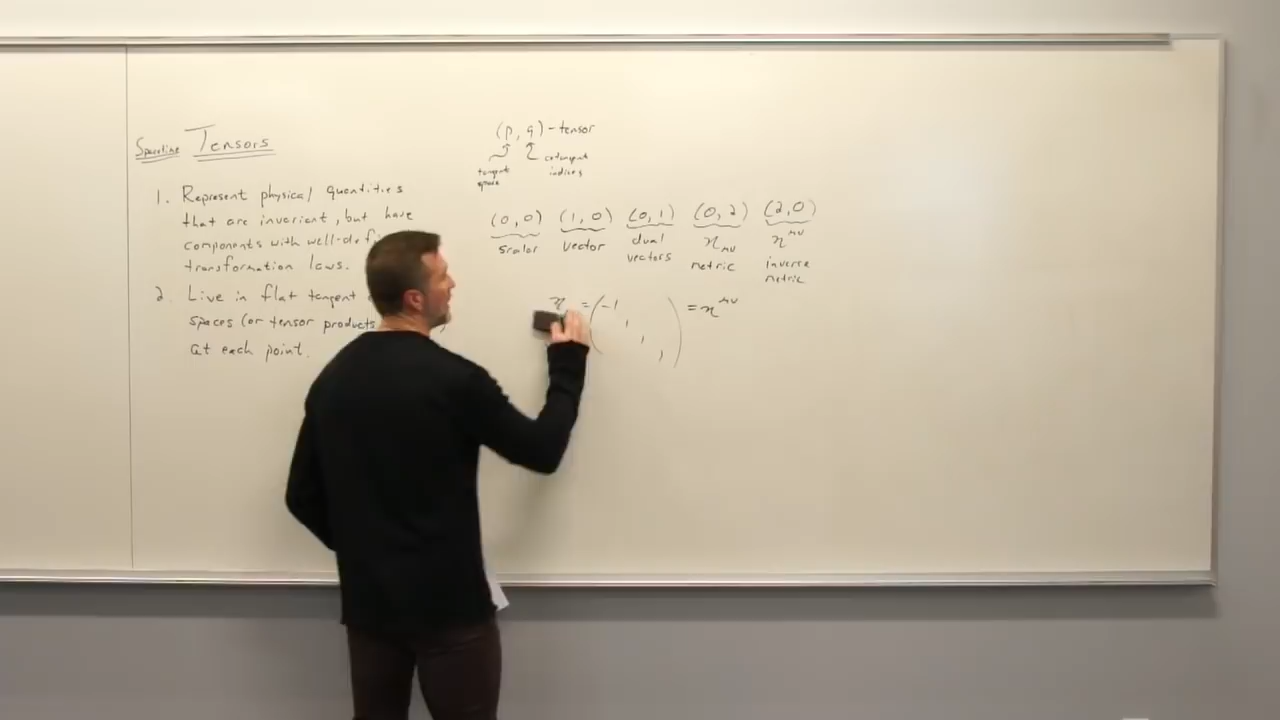 Spacetime Tensors
1. Represent physical quantities
that are invariant, but have
components with well-def
transformation laws.
2. Live in flat tangent
spaces (or tensor products
at each point.
(p, q) - tensor
tangent space
cotangent indices
(0,0) (1,0) (0,1) (0,2) (2,0)
scalar vector dual vectors η_μν metric η^μν inverse metric
η = ( -1 1 1 1 ) = η^μν